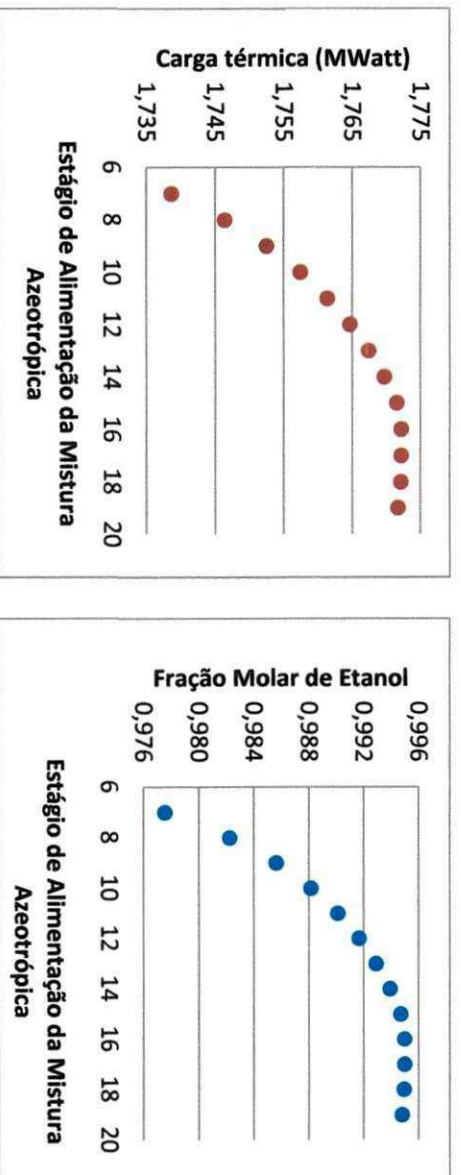 Carga térmica (MWatt)
1,775
1,765
1,755
1,745
1,735
6 8 10 12 14 16 18 20
Estágio de Alimentação da Mistura
Azeotrópica
Fração Molar de Etanol
0,996
0,992
0,988
0,984
0,980
0,976
6 8 10 12 14 16 18 20
Estágio de Alimentação da Mistura
Azeotrópica